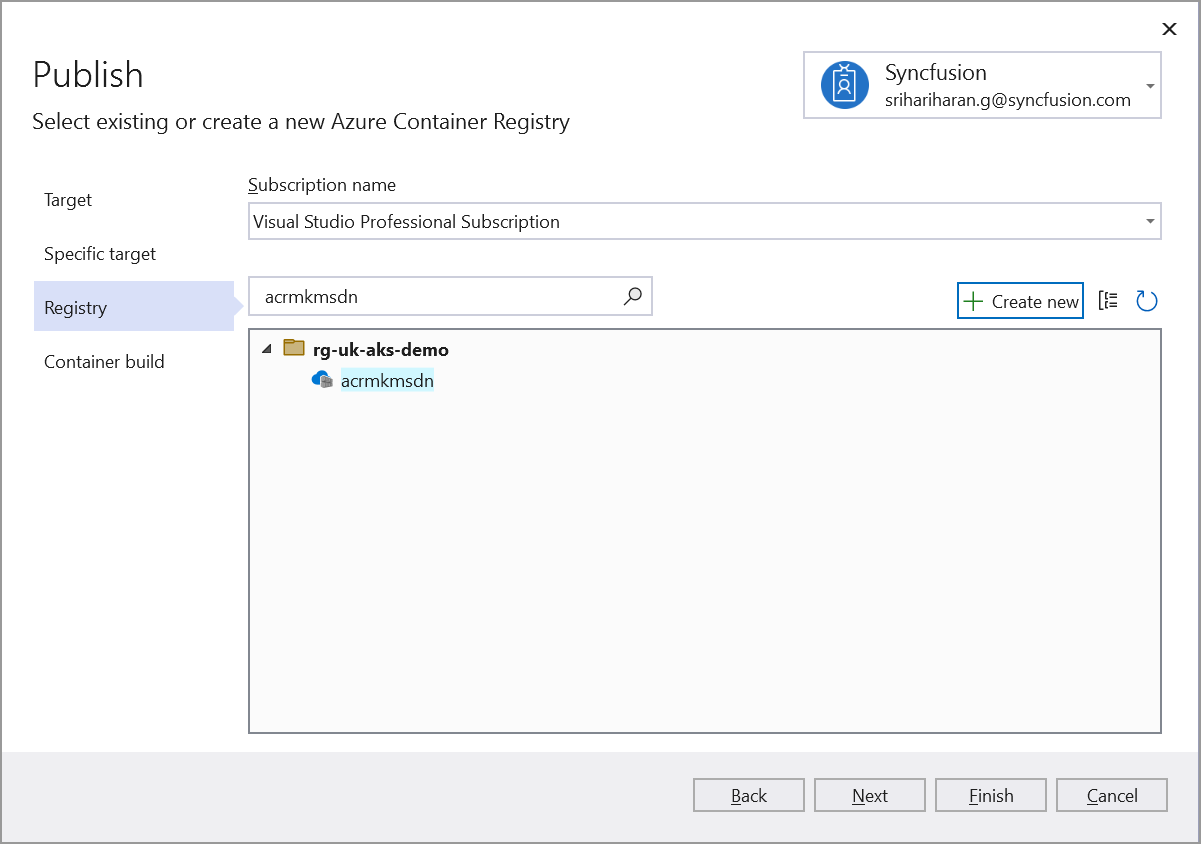 Publish
Select existing or create a new Azure Container Registry
Syncfusion
srihariharan.g@syncfusion.com
Target
Specific target
Registry
Container build
Subscription name
Visual Studio Professional Subscription
acrmkmsdn
Create new
rg-uk-aks-demo
acrmkmsdn
Back
Next
Finish
Cancel